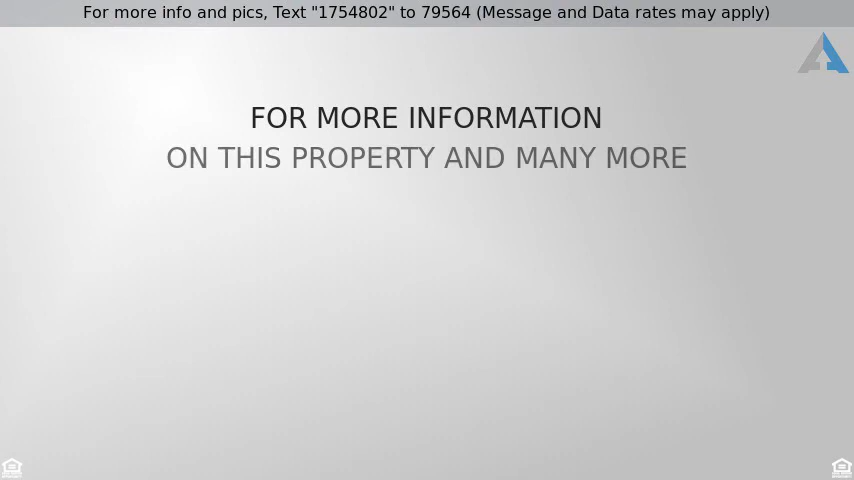 For more info and pics, Text "1754802" to 79564 (Message and Data rates may apply)
FOR MORE INFORMATION
ON THIS PROPERTY AND MANY MORE